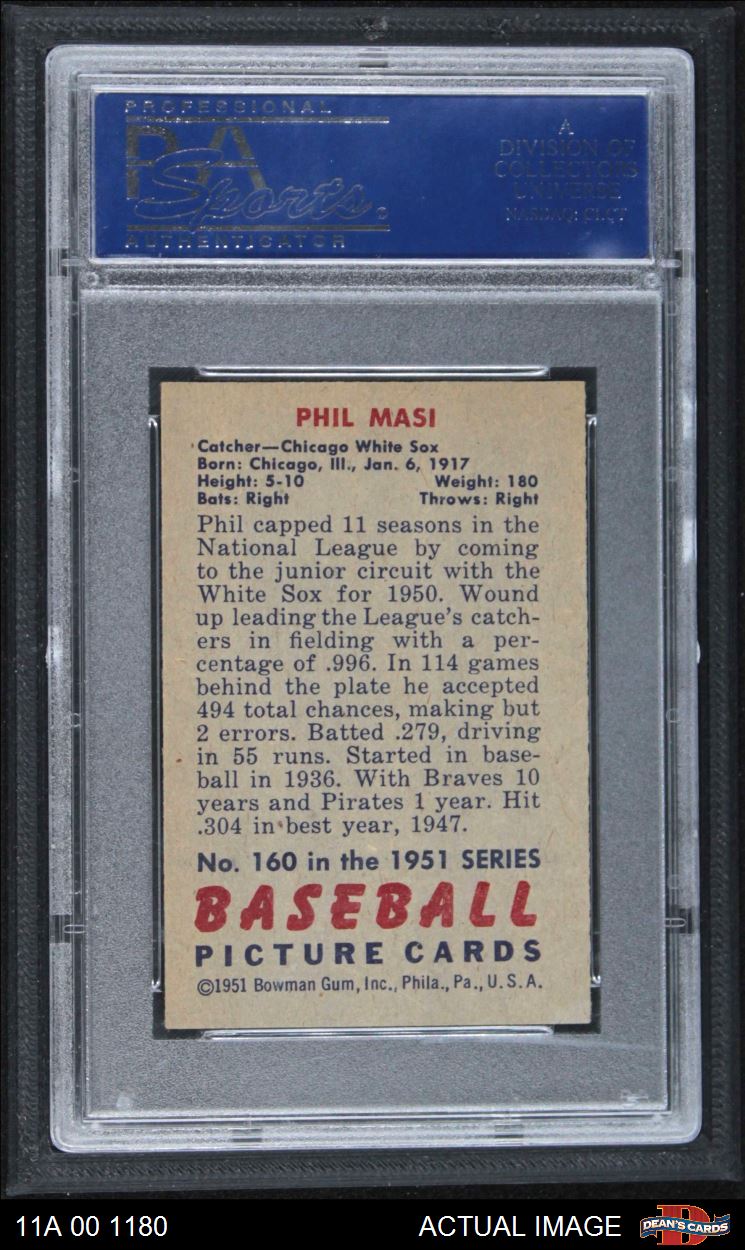 PROFESSIONAL
PSA
Sports
AUTHENTICATOR
A
DIVISION OF
COLLECTORS
UNIVERSE
NASDAQ: CLCT
PHIL MASI
Catcher—Chicago White Sox
Born: Chicago, Ill., Jan. 6, 1917
Height: 5-10 Weight: 180
Bats: Right Throws: Right
Phil capped 11 seasons in the
National League by coming
to the junior circuit with the
White Sox for 1950. Wound
up leading the League's catch-
ers in fielding with a per-
centage of .996. In 114 games
behind the plate he accepted
494 total chances, making but
2 errors. Batted .279, driving
in 55 runs. Started in base-
ball in 1936. With Braves 10
years and Pirates 1 year. Hit
.304 in best year, 1947.
No. 160 in the 1951 SERIES
BASEBALL
PICTURE CARDS
©1951 Bowman Gum, Inc., Phila., Pa., U. S. A.
11A 00 1180 ACTUAL IMAGE D DEAN'S CARDS